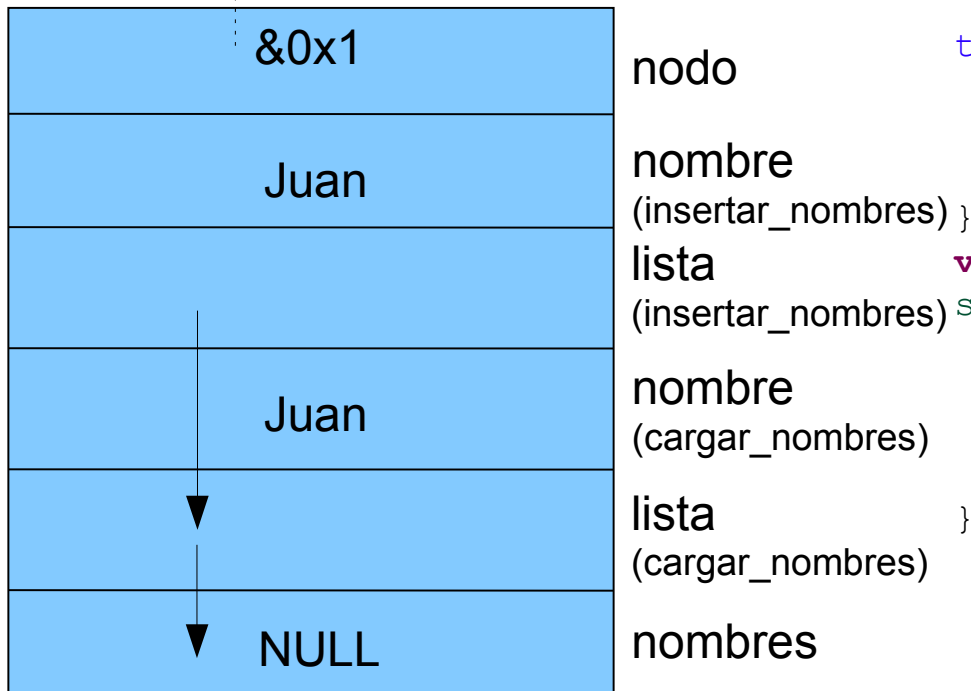 &0x1
nodo
t
Juan
nombre
(insertar_nombres) }
lista
v
(insertar_nombres) s
Juan
nombre
(cargar_nombres)
lista
}
(cargar_nombres)
NULL
nombres